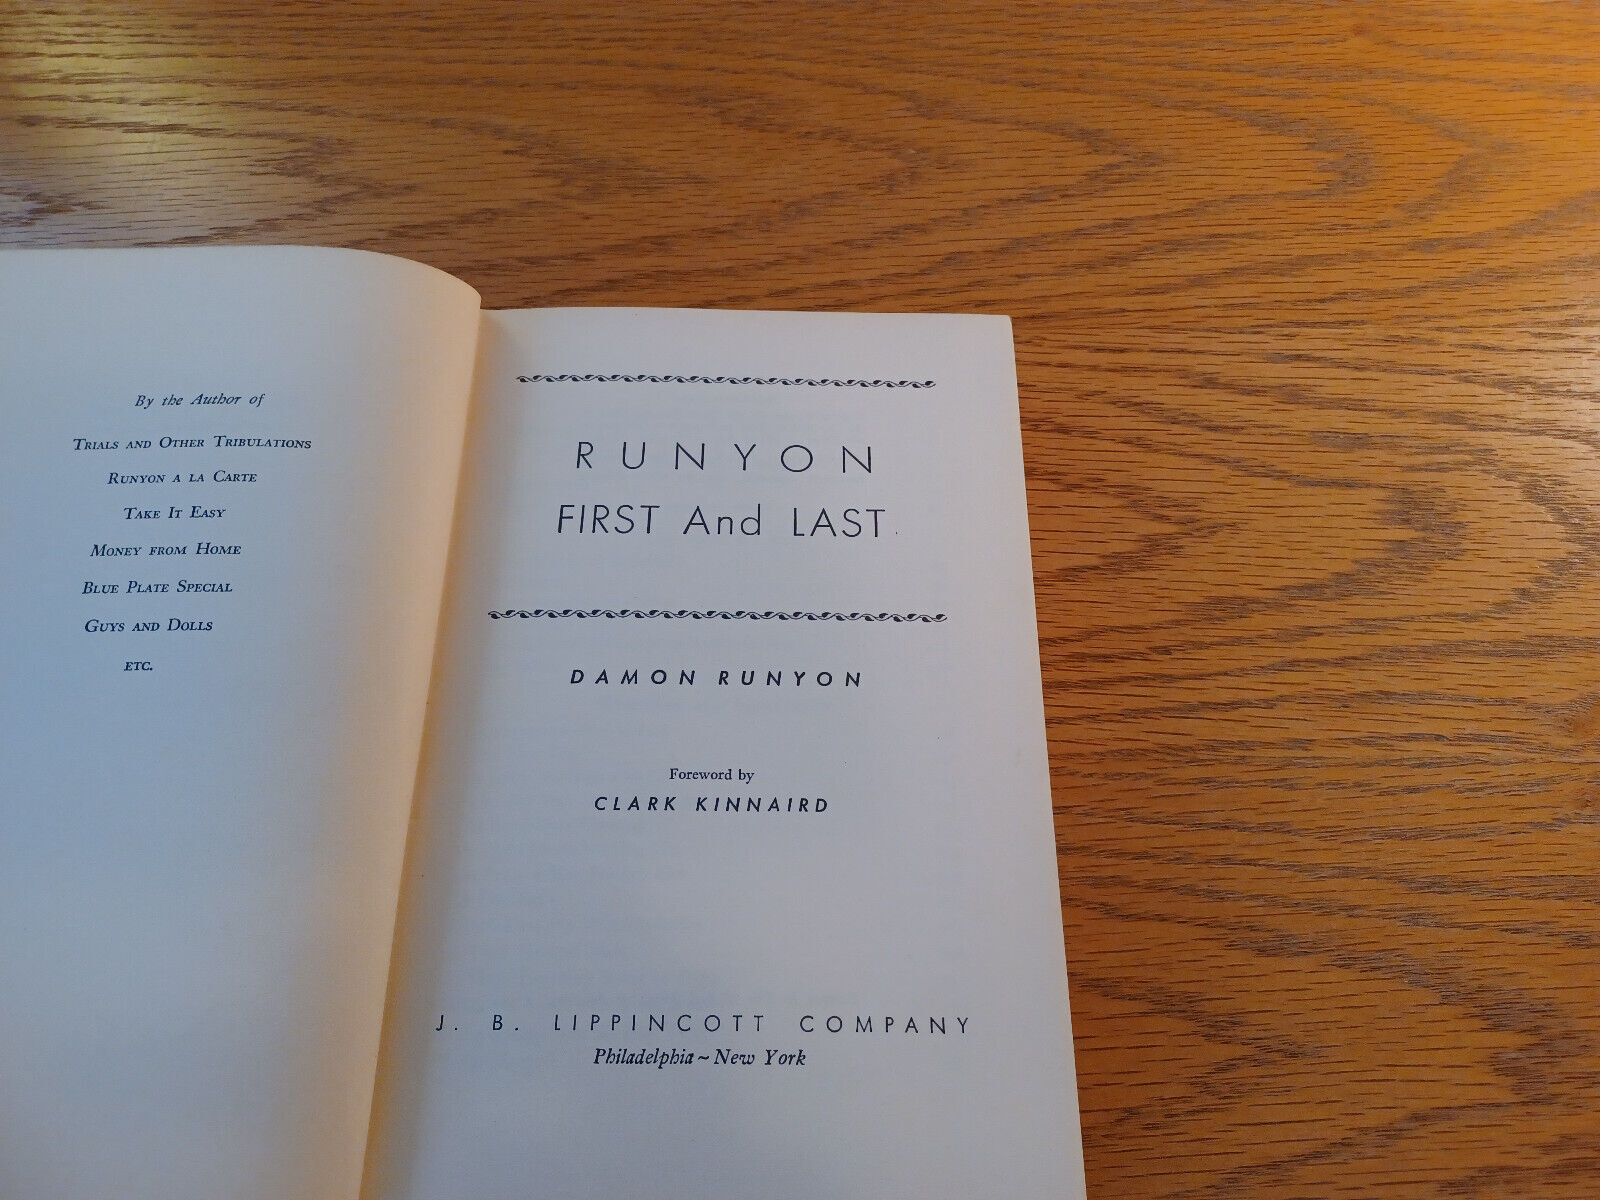 By the Author of
TRIALS AND OTHER TRIBULATIONS
RUNYON A LA CARTE
TAKE IT EASY
MONEY FROM HOME
BLUE PLATE SPECIAL
GUYS AND DOLLS
ETC.
RUNYON
FIRST And LAST
DAMON RUNYON
Foreword by
CLARK KINNAIRD
J. B. LIPPINCOTT COMPANY
Philadelphia ~ New York